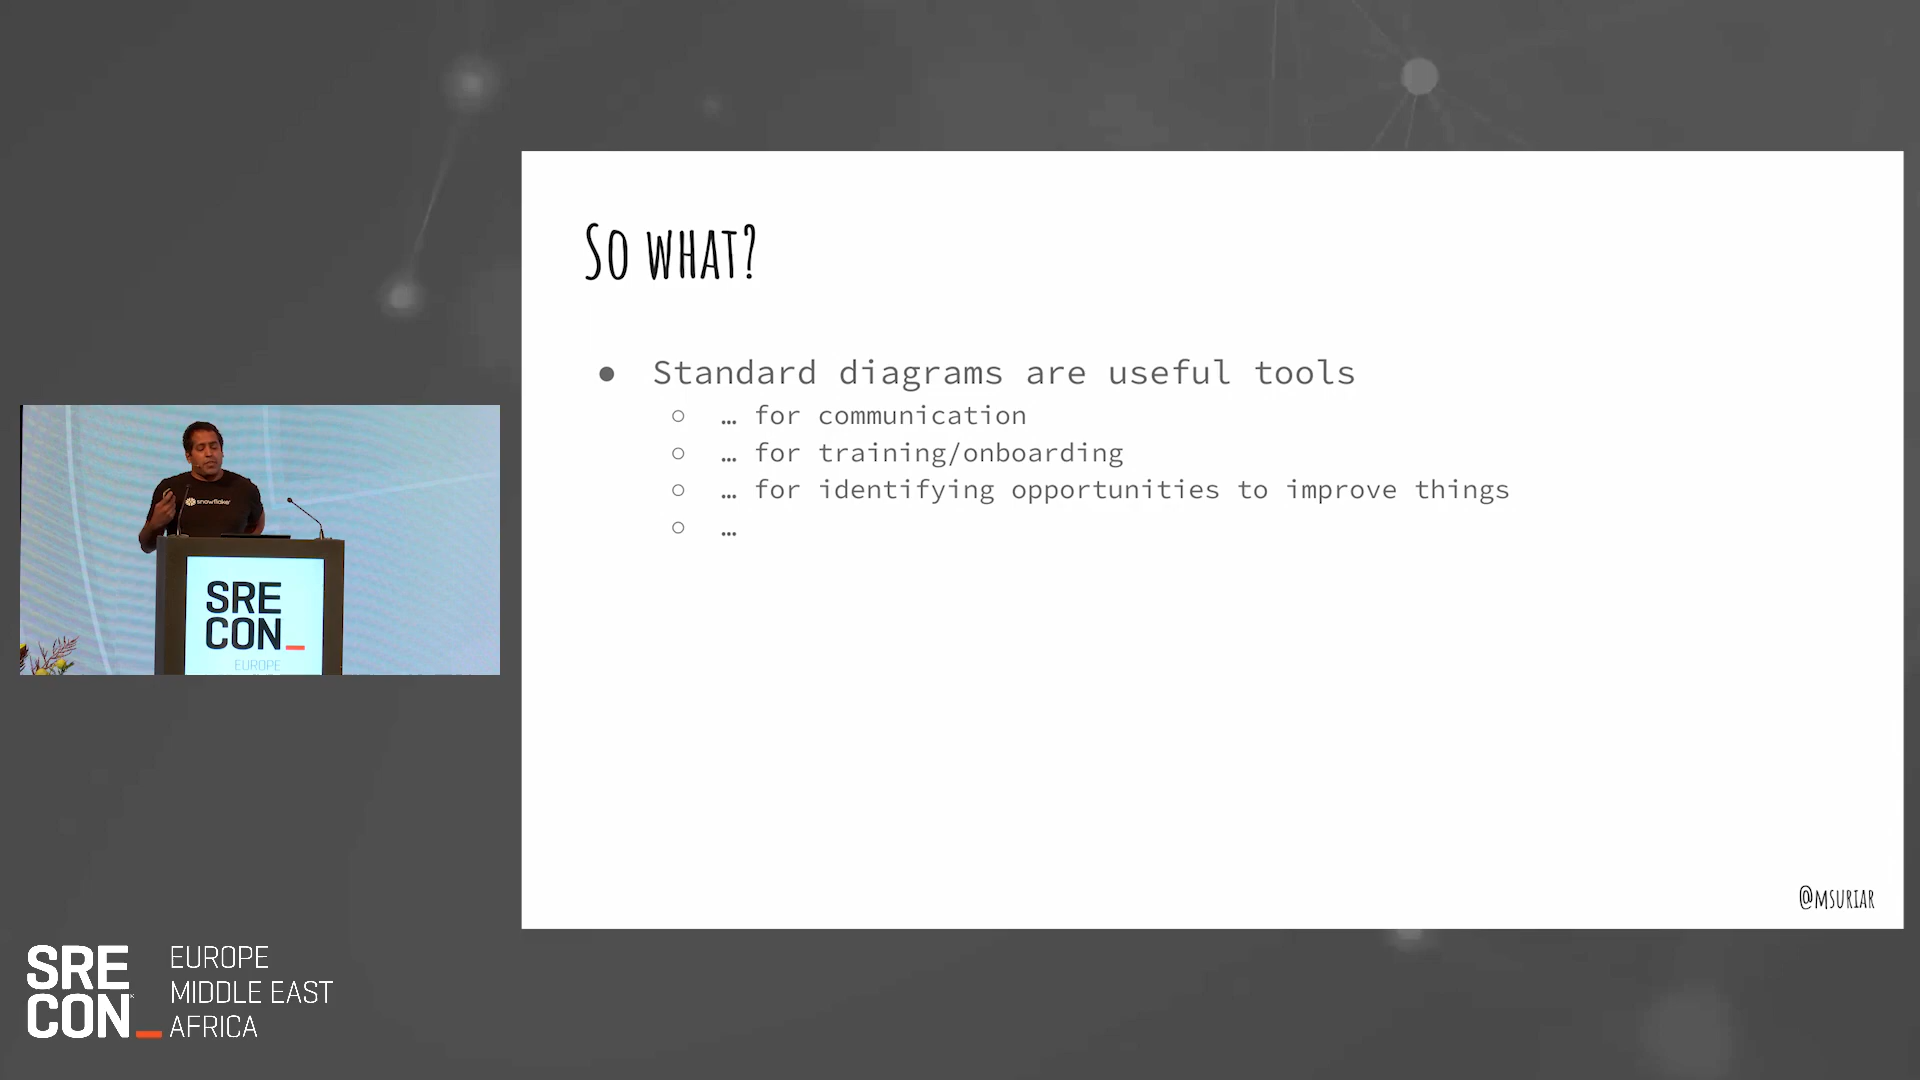 So what?
● Standard diagrams are useful tools
○ … for communication
○ … for training/onboarding
○ … for identifying opportunities to improve things
○ …
@msuriar
snowflake
SRE
CON_
EUROPE
SRE
CON_
EUROPE
MIDDLE EAST
AFRICA